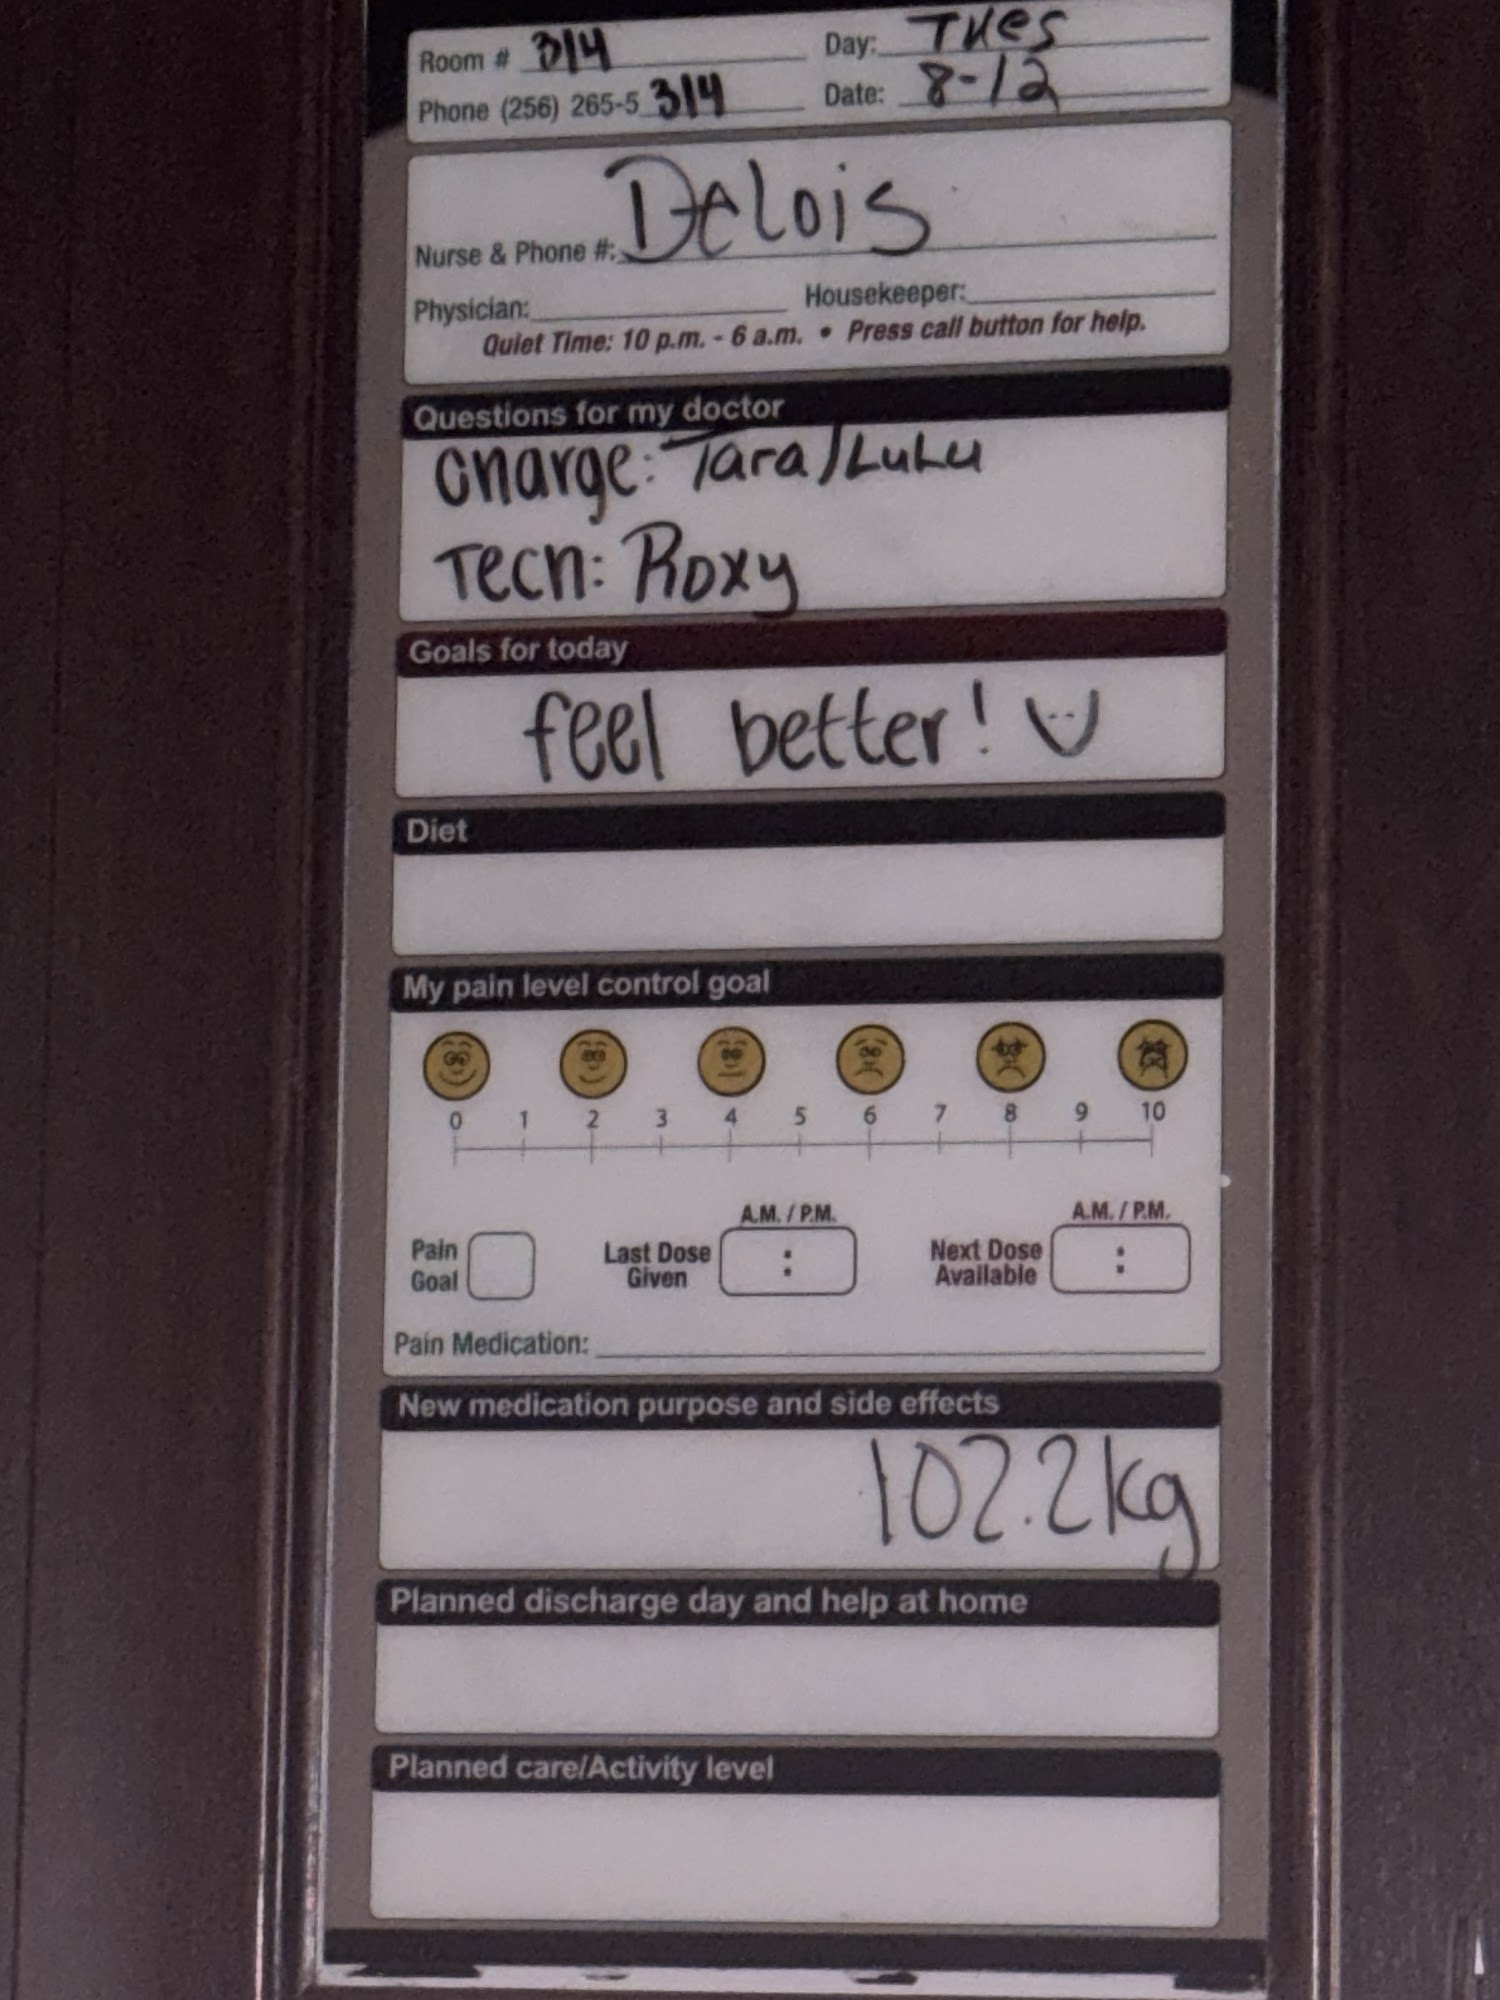 Room # 314 Day: Tues
Phone (256) 265-5 314 Date: 8-12
Nurse & Phone #: Delois
Physician: Housekeeper:
Quiet Time: 10 p.m. - 6 a.m. • Press call button for help.
Questions for my doctor
Charge: Tara/LuLu
Tech: Roxy
Goals for today
feel better!
Diet
My pain level control goal
0 1 2 3 4 5 6 7 8 9 10
A.M. / P.M. A.M. / P.M.
Pain Goal Last Dose Given : Next Dose Available :
Pain Medication:
New medication purpose and side effects
102.2kg
Planned discharge day and help at home
Planned care/Activity level